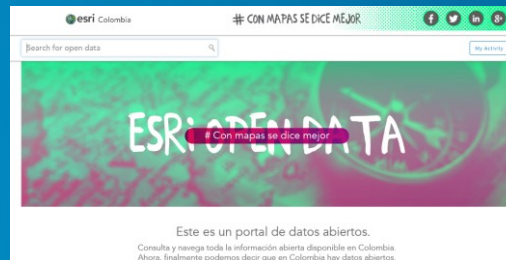 esri Colombia
# CON MAPAS SE DICE MEJOR
f
in
g+
Search for open data
My Activity
ESRI OPEN DATA
# Con mapas se dice mejor
Este es un portal de datos abiertos.
Consulta y navega toda la información abierta disponible en Colombia.
Ahora, finalmente podemos decir que en Colombia hay datos abiertos.